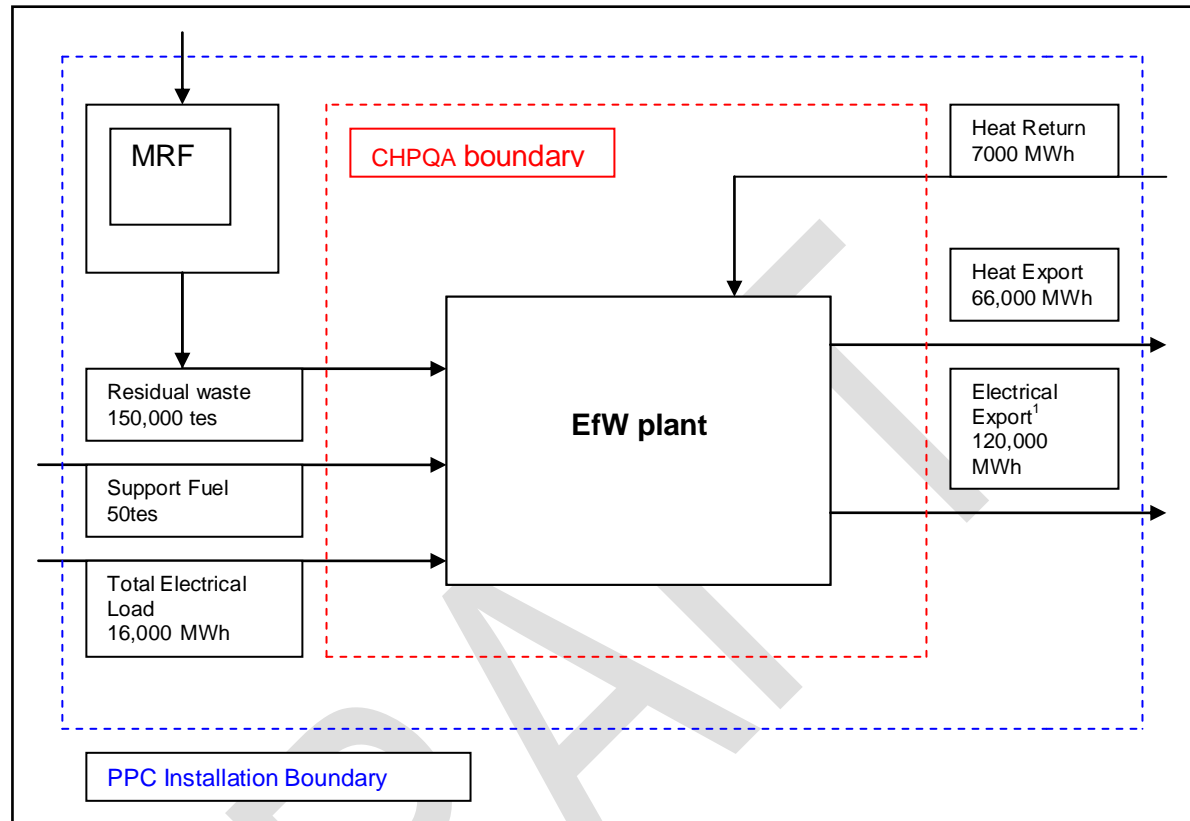 MRF
CHPQA boundary
Heat Return
7000 MWh
Heat Export
66,000 MWh
Residual waste
150,000 tes
EfW plant
Electrical
Export1
120,000
MWh
Support Fuel
50tes
Total Electrical
Load
16,000 MWh
PPC Installation Boundary